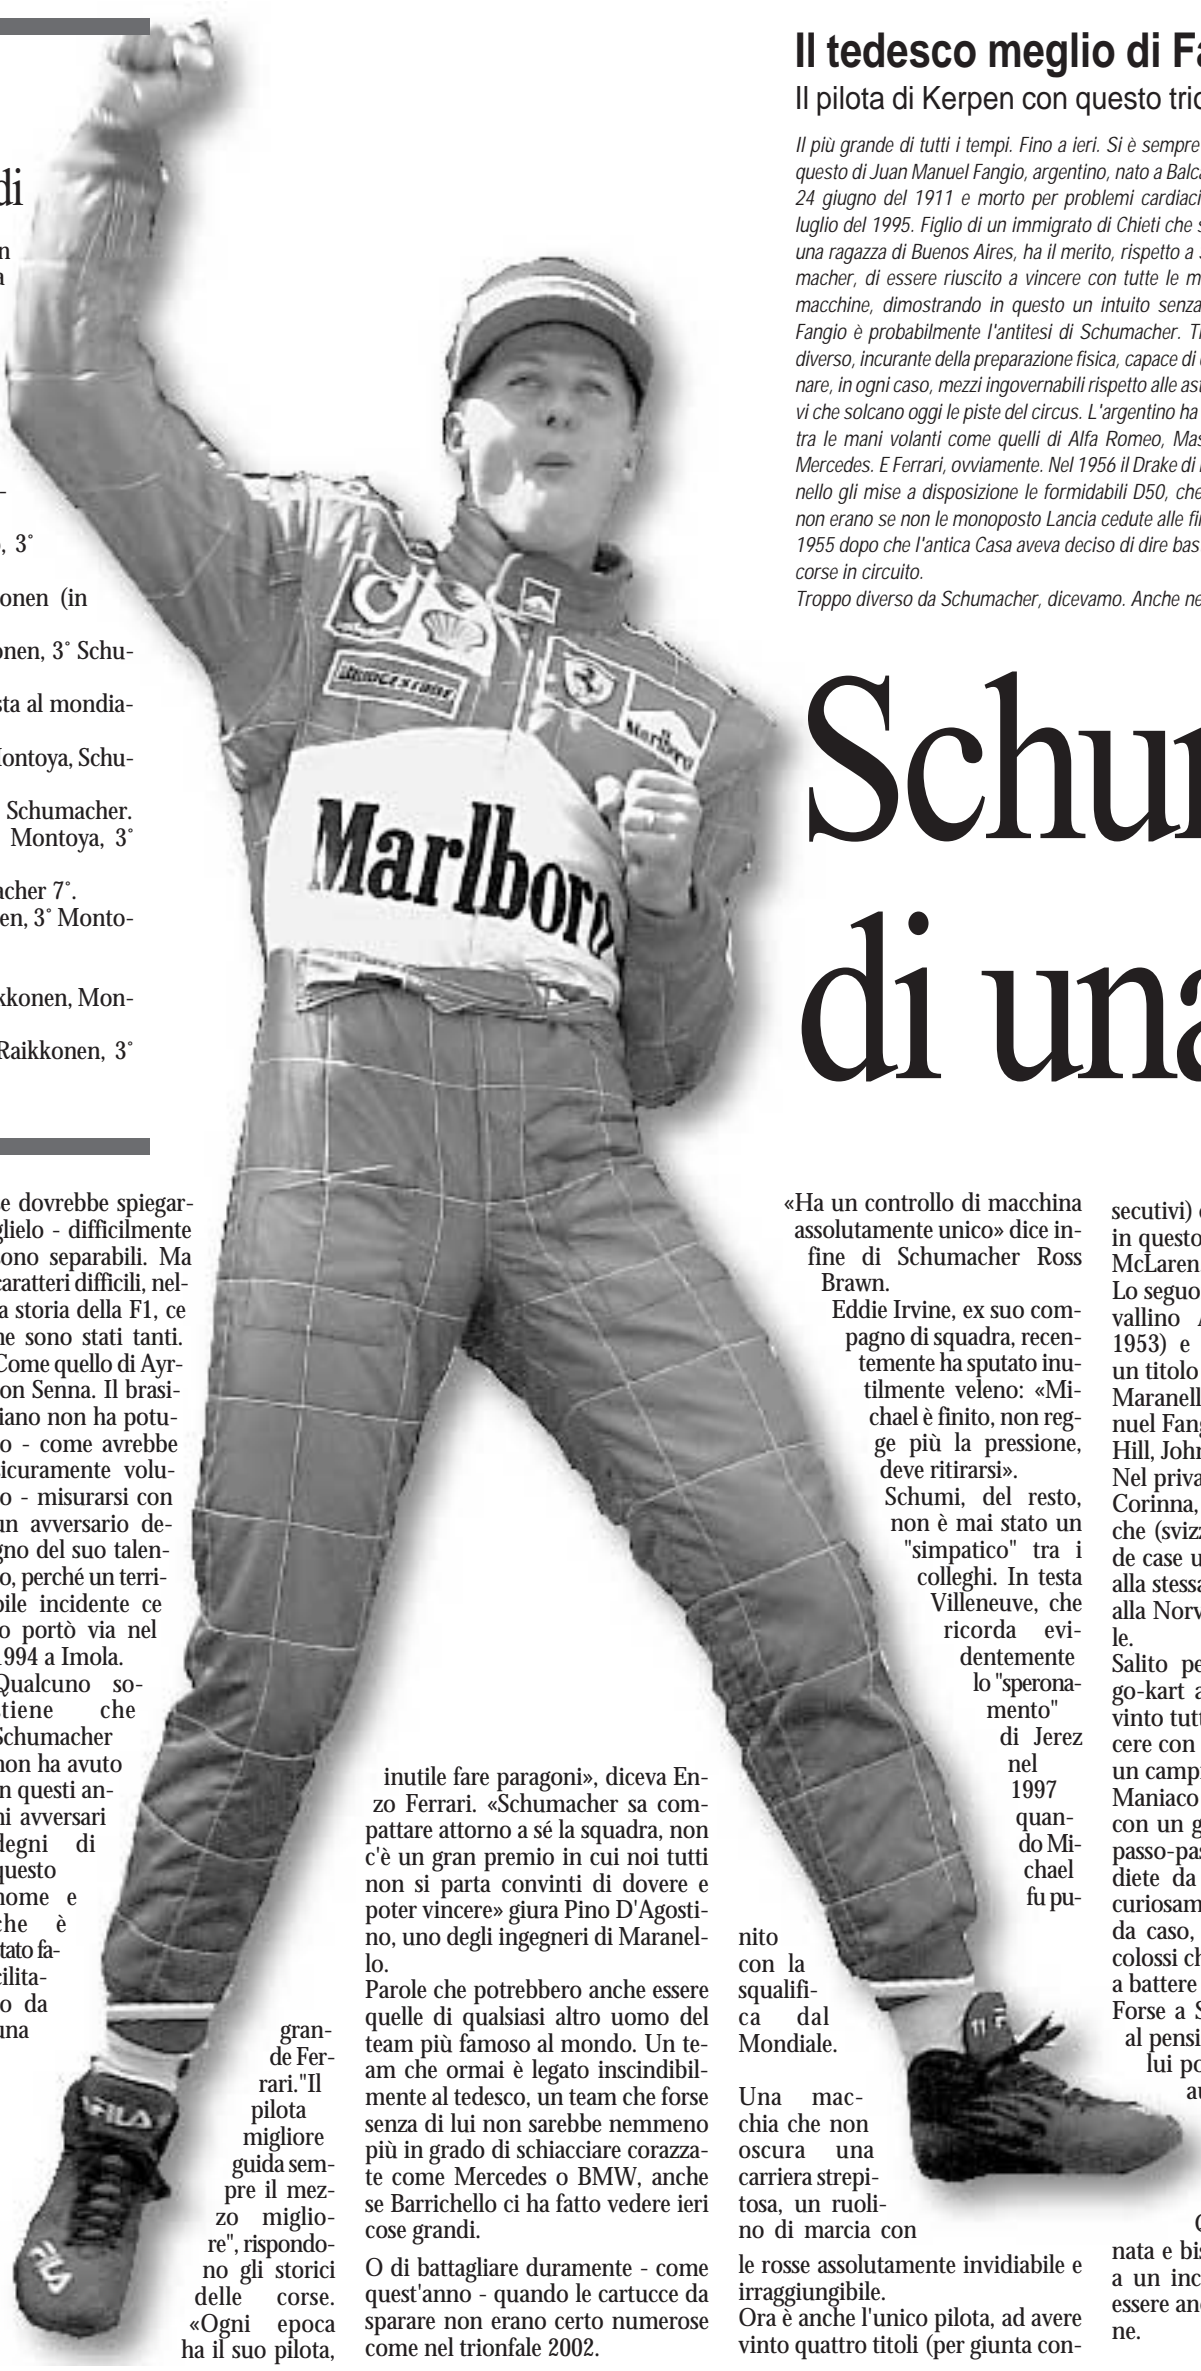 di
n
a
-
, 3°
onen (in
onen, 3° Schu-
sta al mondia-
Montoya, Schu-
Schumacher.
Montoya, 3°
acher 7°.
en, 3° Monto-
kkonen, Mon-
Raikkonen, 3°
e dovrebbe spiegar-
glielo - difficilmente
sono separabili. Ma
caratteri difficili, nel-
a storia della F1, ce
ne sono stati tanti.
Come quello di Ayr-
on Senna. Il brasi-
iano non ha potu-
o - come avrebbe
sicuramente volu-
o - misurarsi con
un avversario de-
gno del suo talen-
o, perché un terri-
bile incidente ce
o portò via nel
1994 a Imola.
Qualcuno so-
stiene che
Schumacher
non ha avuto
n questi an-
ni avversari
degni di
questo
nome e
che è
tato fa-
cilita-
o da
una
gran-
de Fer-
rari."Il
pilota
migliore
guida sem-
pre il mez-
zo miglio-
re", rispondo-
no gli storici
delle corse.
«Ogni epoca
ha il suo pilota,
inutile fare paragoni», diceva En-
zo Ferrari. «Schumacher sa com-
pattare attorno a sé la squadra, non
c'è un gran premio in cui noi tutti
non si parta convinti di dovere e
poter vincere» giura Pino D'Agosti-
no, uno degli ingegneri di Maranel-
lo.
Parole che potrebbero anche essere
quelle di qualsiasi altro uomo del
team più famoso al mondo. Un te-
am che ormai è legato inscindibil-
mente al tedesco, un team che forse
senza di lui non sarebbe nemmeno
più in grado di schiacciare corazza-
te come Mercedes o BMW, anche
se Barrichello ci ha fatto vedere ieri
cose grandi.
O di battagliare duramente - come
quest'anno - quando le cartucce da
sparare non erano certo numerose
come nel trionfale 2002.
«Ha un controllo di macchina
assolutamente unico» dice in-
fine di Schumacher Ross
Brawn.
Eddie Irvine, ex suo com-
pagno di squadra, recen-
temente ha sputato inu-
tilmente veleno: «Mi-
chael è finito, non reg-
ge più la pressione,
deve ritirarsi».
Schumi, del resto,
non è mai stato un
"simpatico" tra i
colleghi. In testa
Villeneuve, che
ricorda evi-
dentemente
lo "sperona-
mento"
di Jerez
nel
1997
quan-
do Mi-
chael
fu pu-
nito
con la
squalifi-
ca dal
Mondiale.
Una mac-
chia che non
oscura una
carriera strepi-
tosa, un ruoli-
no di marcia con
le rosse assolutamente invidiabile e
irraggiungibile.
Ora è anche l'unico pilota, ad avere
vinto quattro titoli (per giunta con-
secutivi)
in questo
McLaren
Lo seguo
vallino A
1953) e
un titolo
Maranell
nuel Fang
Hill, John
Nel priva
Corinna,
che (svizz
de case u
alla stessa
alla Norv
le.
Salito pe
go-kart a
vinto tutt
cere con
un campi
Maniaco
con un g
passo-pas
diete da
curiosam
da caso,
colossi ch
a battere
Forse a S
al pensi
lui po
au
nata e bis
a un inc
essere anc
ne.
Il tedesco meglio di Fa
Il pilota di Kerpen con questo tric
Il più grande di tutti i tempi. Fino a ieri. Si è sempre
questo di Juan Manuel Fangio, argentino, nato a Balca
24 giugno del 1911 e morto per problemi cardiaci
luglio del 1995. Figlio di un immigrato di Chieti che s
una ragazza di Buenos Aires, ha il merito, rispetto a S
macher, di essere riuscito a vincere con tutte le m
macchine, dimostrando in questo un intuito senza
Fangio è probabilmente l'antitesi di Schumacher. T
diverso, incurante della preparazione fisica, capace di
nare, in ogni caso, mezzi ingovernabili rispetto alle ast
vi che solcano oggi le piste del circus. L'argentino ha
tra le mani volanti come quelli di Alfa Romeo, Mas
Mercedes. E Ferrari, ovviamente. Nel 1956 il Drake di
nello gli mise a disposizione le formidabili D50, che
non erano se non le monoposto Lancia cedute alle fi
1955 dopo che l'antica Casa aveva deciso di dire bas
corse in circuito.
Troppo diverso da Schumacher, dicevamo. Anche ne
Schum
di una
BRIDGESTONE
Marlboro
Marlboro
FILA